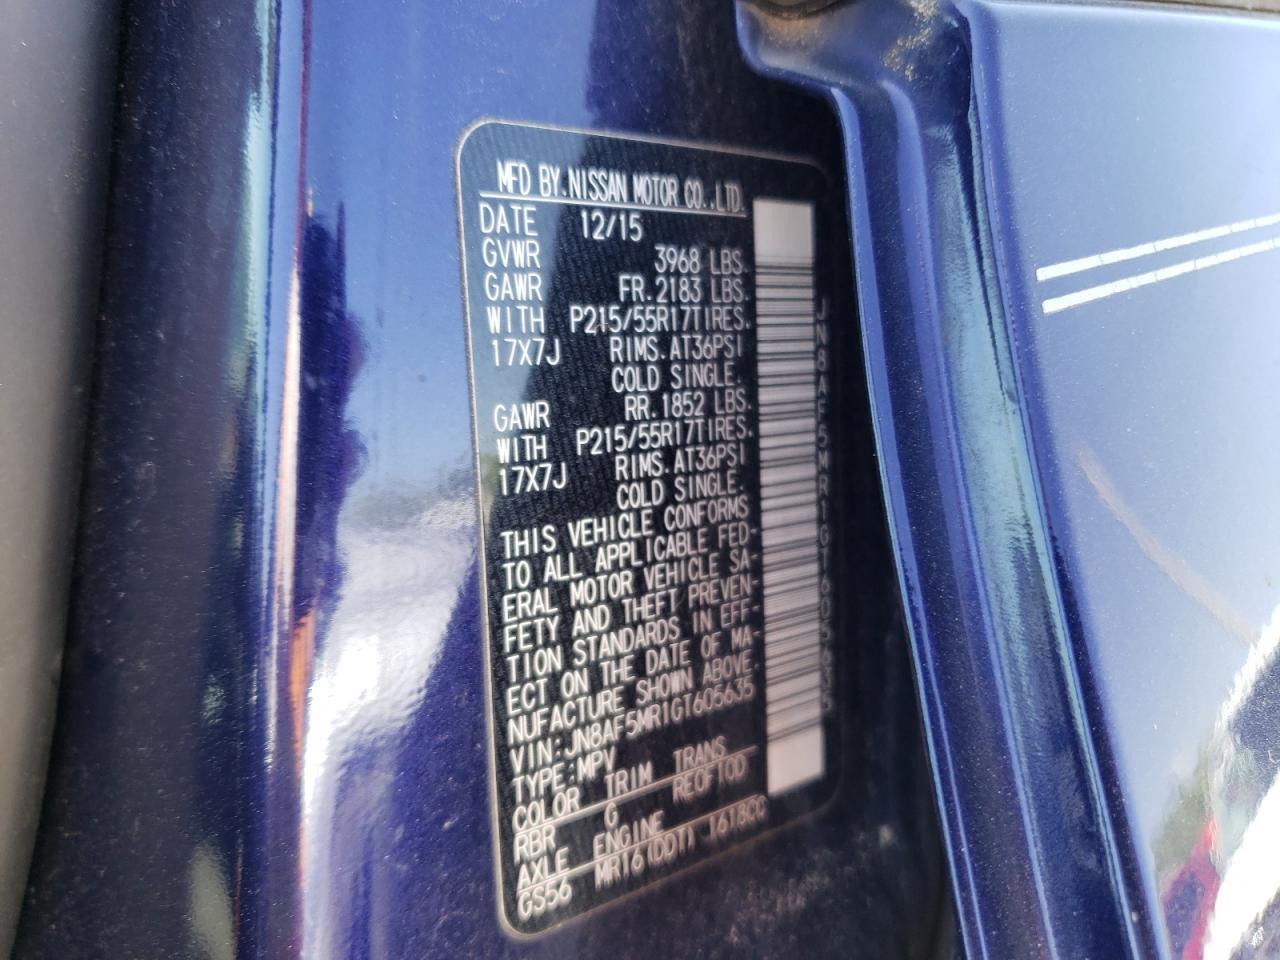 MFD BY.NISSAN MOTOR CO.,LTD.
DATE 12/15
GVWR 3968 LBS.
GAWR FR.2183 LBS.
WITH P215/55R17TIRES.
17X7J RIMS.AT36PSI
COLD SINGLE.
GAWR RR.1852 LBS.
WITH P215/55R17TIRES.
17X7J RIMS.AT36PSI
COLD SINGLE.
THIS VEHICLE CONFORMS
TO ALL APPLICABLE FED-
ERAL MOTOR VEHICLE SA-
FETY AND THEFT PREVEN-
TION STANDARDS IN EFF-
ECT ON THE DATE OF MA-
NUFACTURE SHOWN ABOVE.
VIN:JN8AF5MR1GT605635
TYPE:MPV
COLOR TRIM TRANS
RBR G RE0F10D
AXLE ENGINE
GS56 MR16(DDT) 1618CC
JN8AF5MR1GT605635